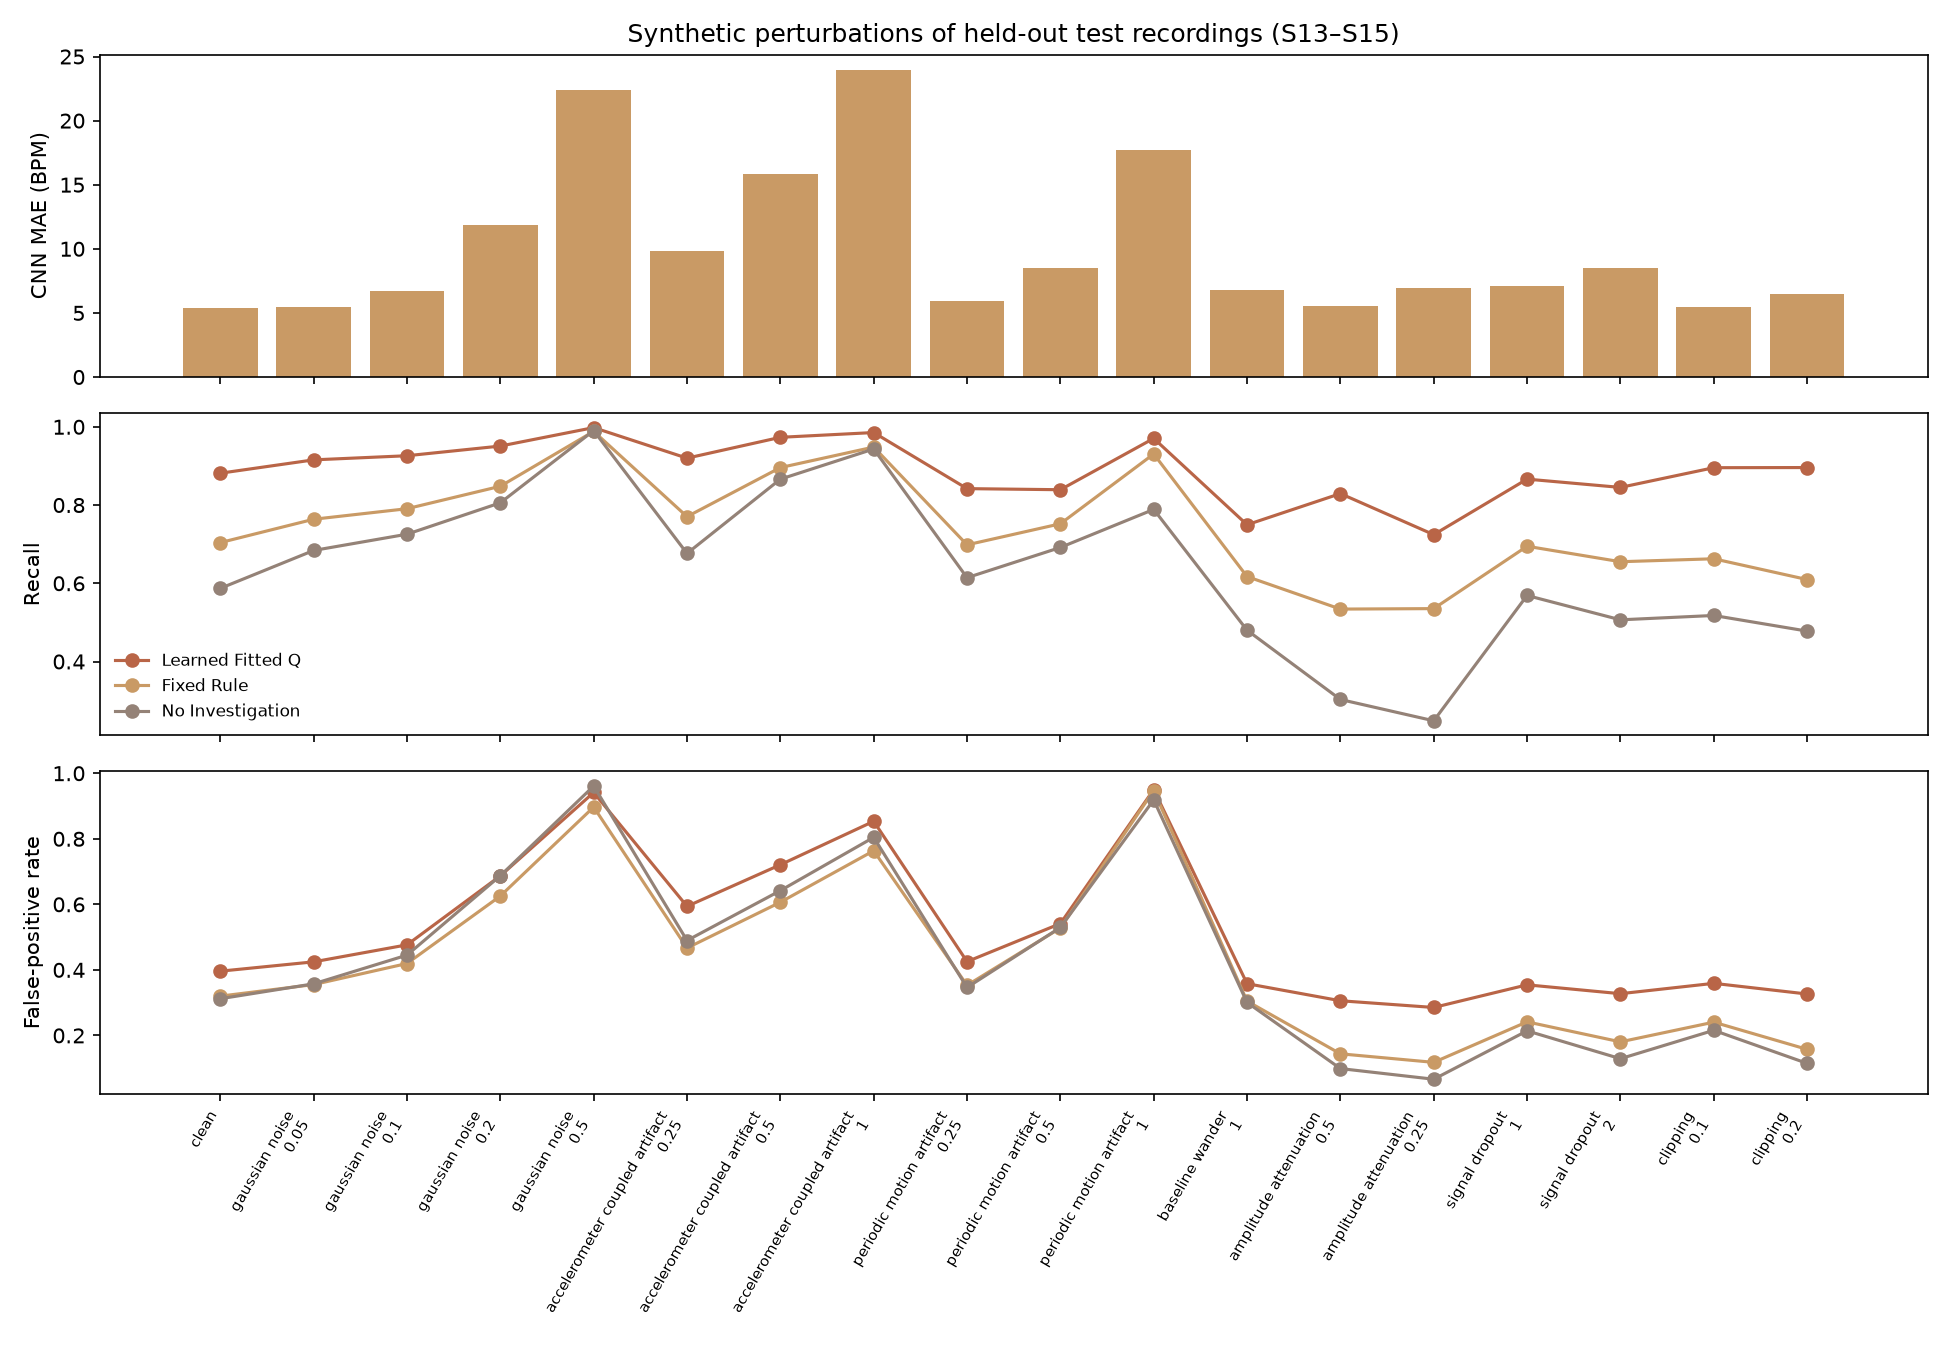 Synthetic perturbations of held-out test recordings (S13–S15)
CNN MAE (BPM)
25
20
15
10
5
0
Recall
1.0
0.8
0.6
0.4
Learned Fitted Q
Fixed Rule
No Investigation
False-positive rate
1.0
0.8
0.6
0.4
0.2
clean
gaussian noise
0.05
gaussian noise
0.1
gaussian noise
0.2
gaussian noise
0.5
accelerometer coupled artifact
0.25
accelerometer coupled artifact
0.5
accelerometer coupled artifact
1
periodic motion artifact
0.25
periodic motion artifact
0.5
periodic motion artifact
1
baseline wander
1
amplitude attenuation
0.5
amplitude attenuation
0.25
signal dropout
1
signal dropout
2
clipping
0.1
clipping
0.2